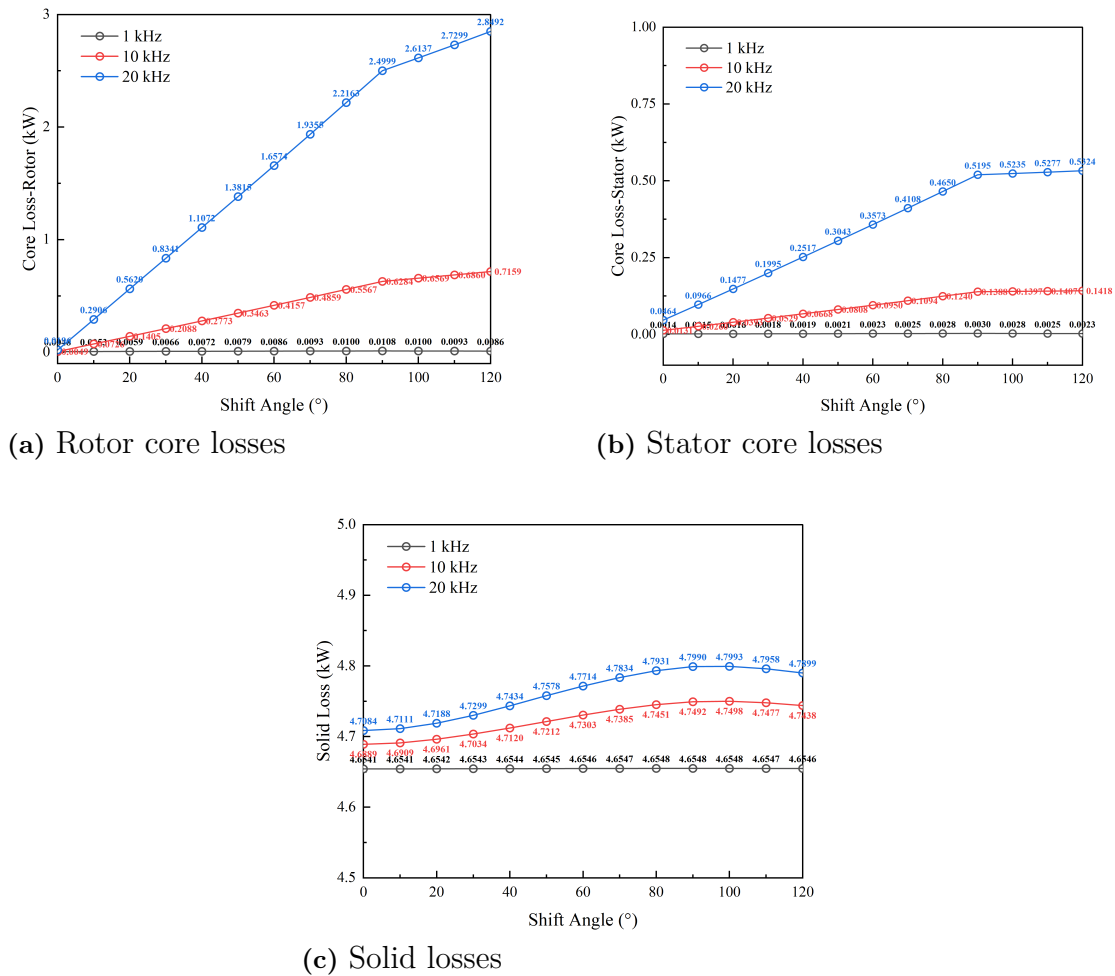 3
1 kHz
10 kHz
20 kHz
2.8492
2.7299
2.6137
2.4999
2.2163
1.9355
1.6574
1.3815
1.1072
0.8341
0.5620
0.2906
2
1
0
Core Loss-Rotor (kW)
0.7159
0.6860
0.6569
0.6284
0.5567
0.4859
0.4157
0.3463
0.2773
0.2088
0.1405
0.0049
0.0059 0.0066 0.0072 0.0079 0.0086 0.0093 0.0100 0.0108 0.0100 0.0093 0.0086
0 20 40 60 80 100 120
Shift Angle (°)
(a) Rotor core losses
1.00
1 kHz
10 kHz
20 kHz
0.75
0.50
0.25
0.00
Core Loss-Stator (kW)
0.0464 0.0966 0.1477 0.1995 0.2517 0.3043 0.3573 0.4108 0.4650 0.5195 0.5235 0.5277 0.5324
0.0529 0.0668 0.0808 0.0950 0.1094 0.1240 0.1388 0.1397 0.1407 0.1418
0.0014 0.0015 0.0016 0.0018 0.0019 0.0021 0.0023 0.0025 0.0028 0.0030 0.0028 0.0025 0.0023
0 20 40 60 80 100 120
Shift Angle (°)
(b) Stator core losses
5.0
1 kHz
10 kHz
20 kHz
4.9
4.8
4.7
4.6
4.5
Solid Loss (kW)
4.7084 4.7111 4.7188 4.7299 4.7434 4.7578 4.7714 4.7834 4.7931 4.7990 4.7993 4.7958 4.7899
4.6889 4.6909 4.6961 4.7034 4.7120 4.7212 4.7303 4.7385 4.7451 4.7492 4.7498 4.7477 4.7438
4.6541 4.6541 4.6542 4.6543 4.6544 4.6545 4.6546 4.6547 4.6548 4.6548 4.6548 4.6547 4.6546
0 20 40 60 80 100 120
Shift Angle (°)
(c) Solid losses